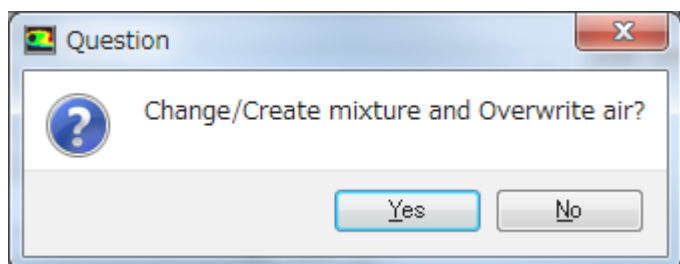 Question
Change/Create mixture and Overwrite air?
Yes
No